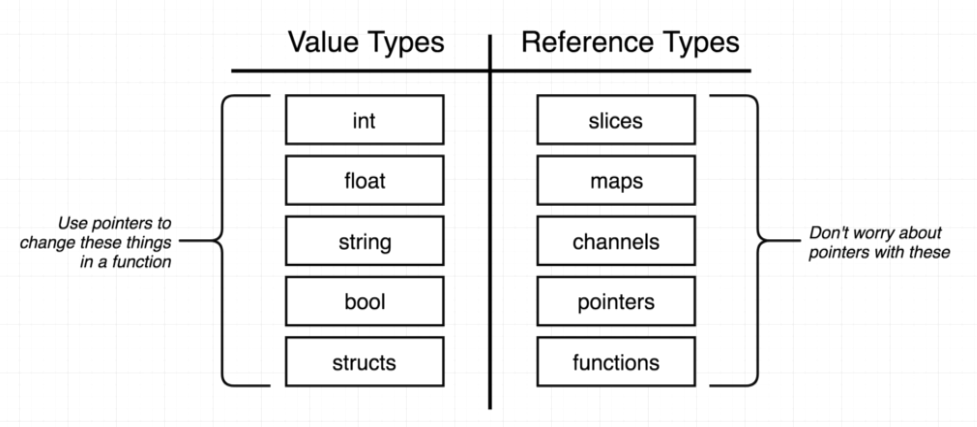 Value Types
Reference Types
Use pointers to
change these things
in a function
int
float
string
bool
structs
slices
maps
channels
pointers
functions
Don't worry about
pointers with these